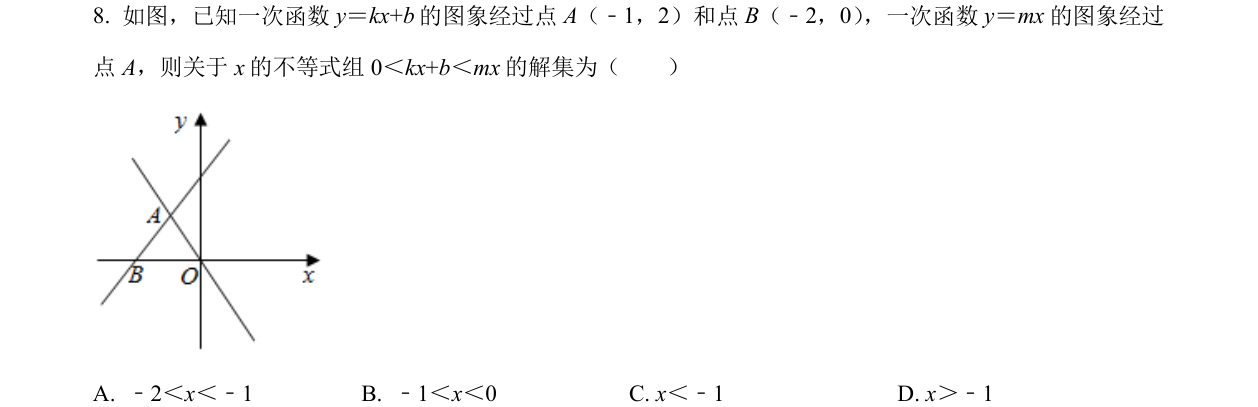 8. 如图，已知一次函数 y＝kx+b 的图象经过点 A（﹣1，2）和点 B（﹣2，0），一次函数 y＝mx 的图象经过
点 A，则关于 x 的不等式组 0＜kx+b＜mx 的解集为（　　）
y
A
B
O
x
A. ﹣2＜x＜﹣1 B. ﹣1＜x＜0 C. x＜﹣1 D. x＞﹣1